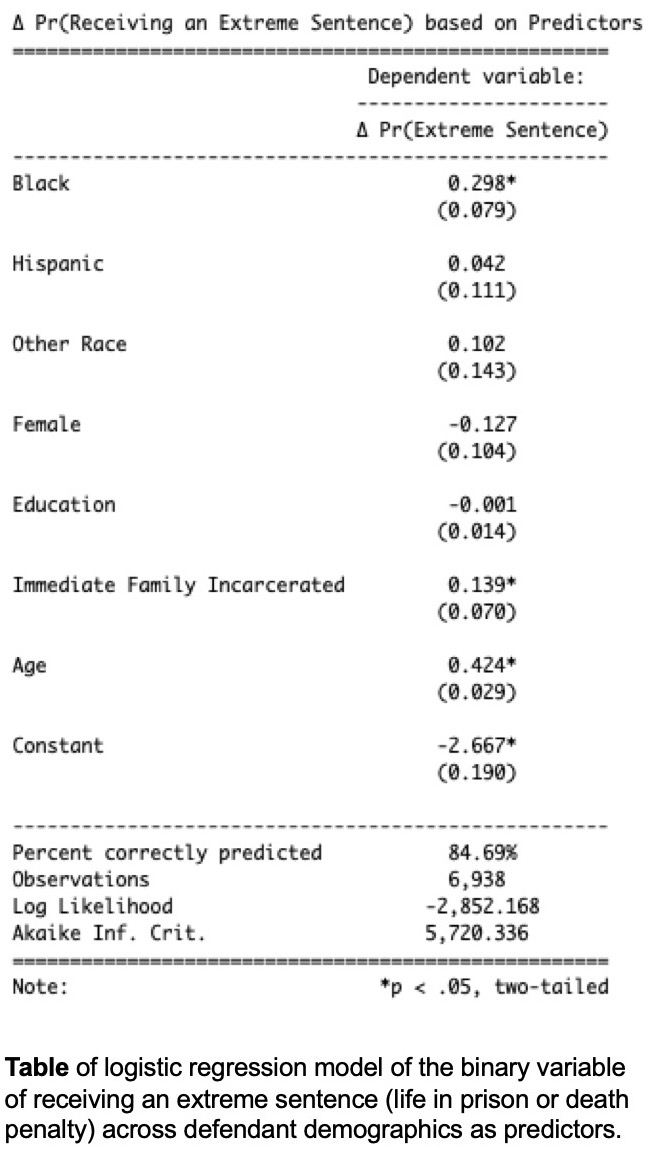 Δ Pr(Receiving an Extreme Sentence) based on Predictors
Dependent variable:
Δ Pr(Extreme Sentence)
Black 0.298*
(0.079)
Hispanic 0.042
(0.111)
Other Race 0.102
(0.143)
Female -0.127
(0.104)
Education -0.001
(0.014)
Immediate Family Incarcerated 0.139*
(0.070)
Age 0.424*
(0.029)
Constant -2.667*
(0.190)
Percent correctly predicted 84.69%
Observations 6,938
Log Likelihood -2,852.168
Akaike Inf. Crit. 5,720.336
Note: *p < .05, two-tailed
Table of logistic regression model of the binary variable
of receiving an extreme sentence (life in prison or death
penalty) across defendant demographics as predictors.